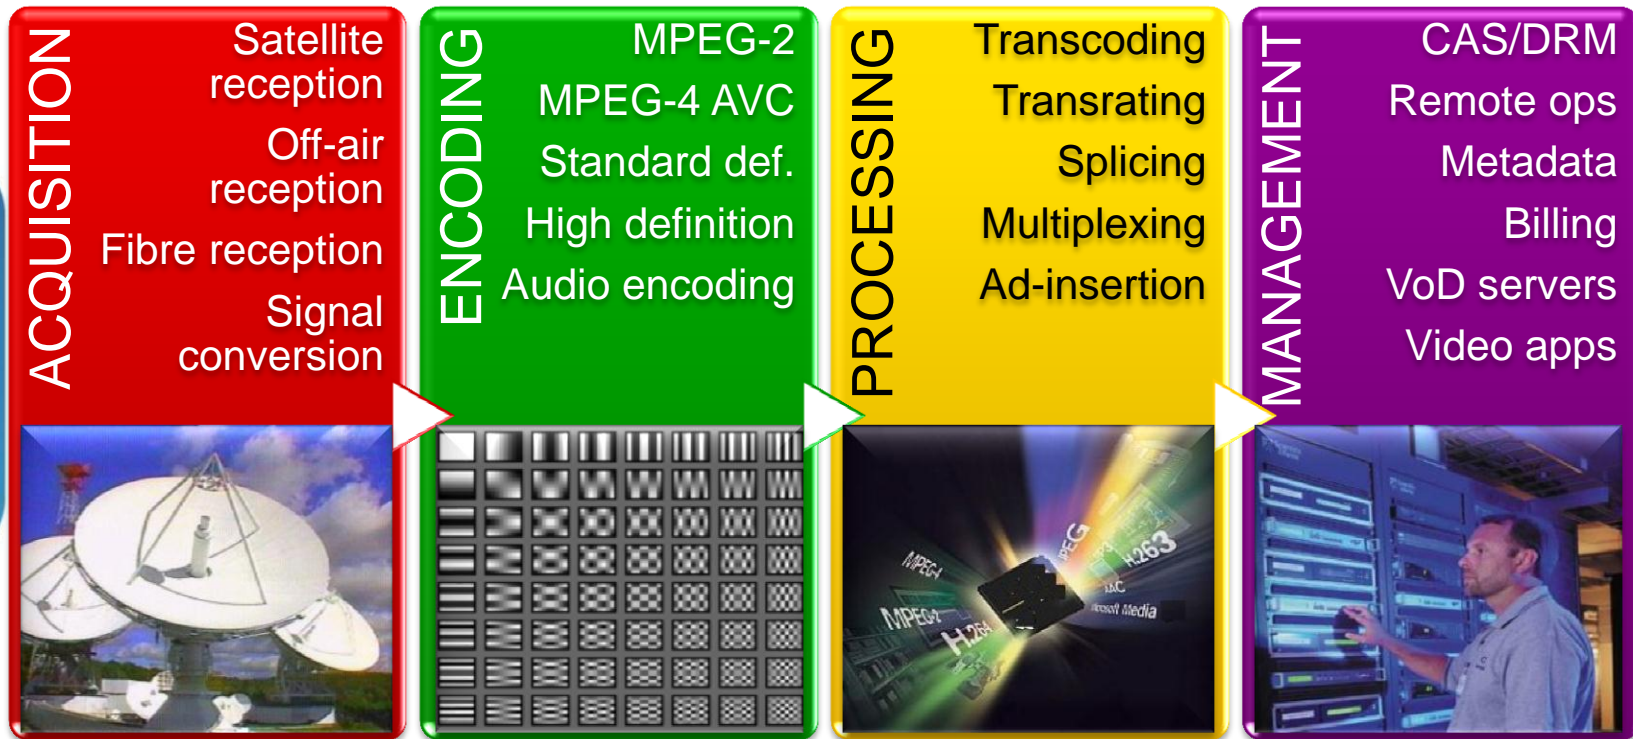 ACQUISITION
Satellite
reception
Off-air
reception
Fibre reception
Signal
conversion
ENCODING
MPEG-2
MPEG-4 AVC
Standard def.
High definition
Audio encoding
PROCESSING
Transcoding
Transrating
Splicing
Multiplexing
Ad-insertion
MPEG-4
MPEG-2
H.264
MPEG
H.263
MANAGEMENT
CAS/DRM
Remote ops
Metadata
Billing
VoD servers
Video apps